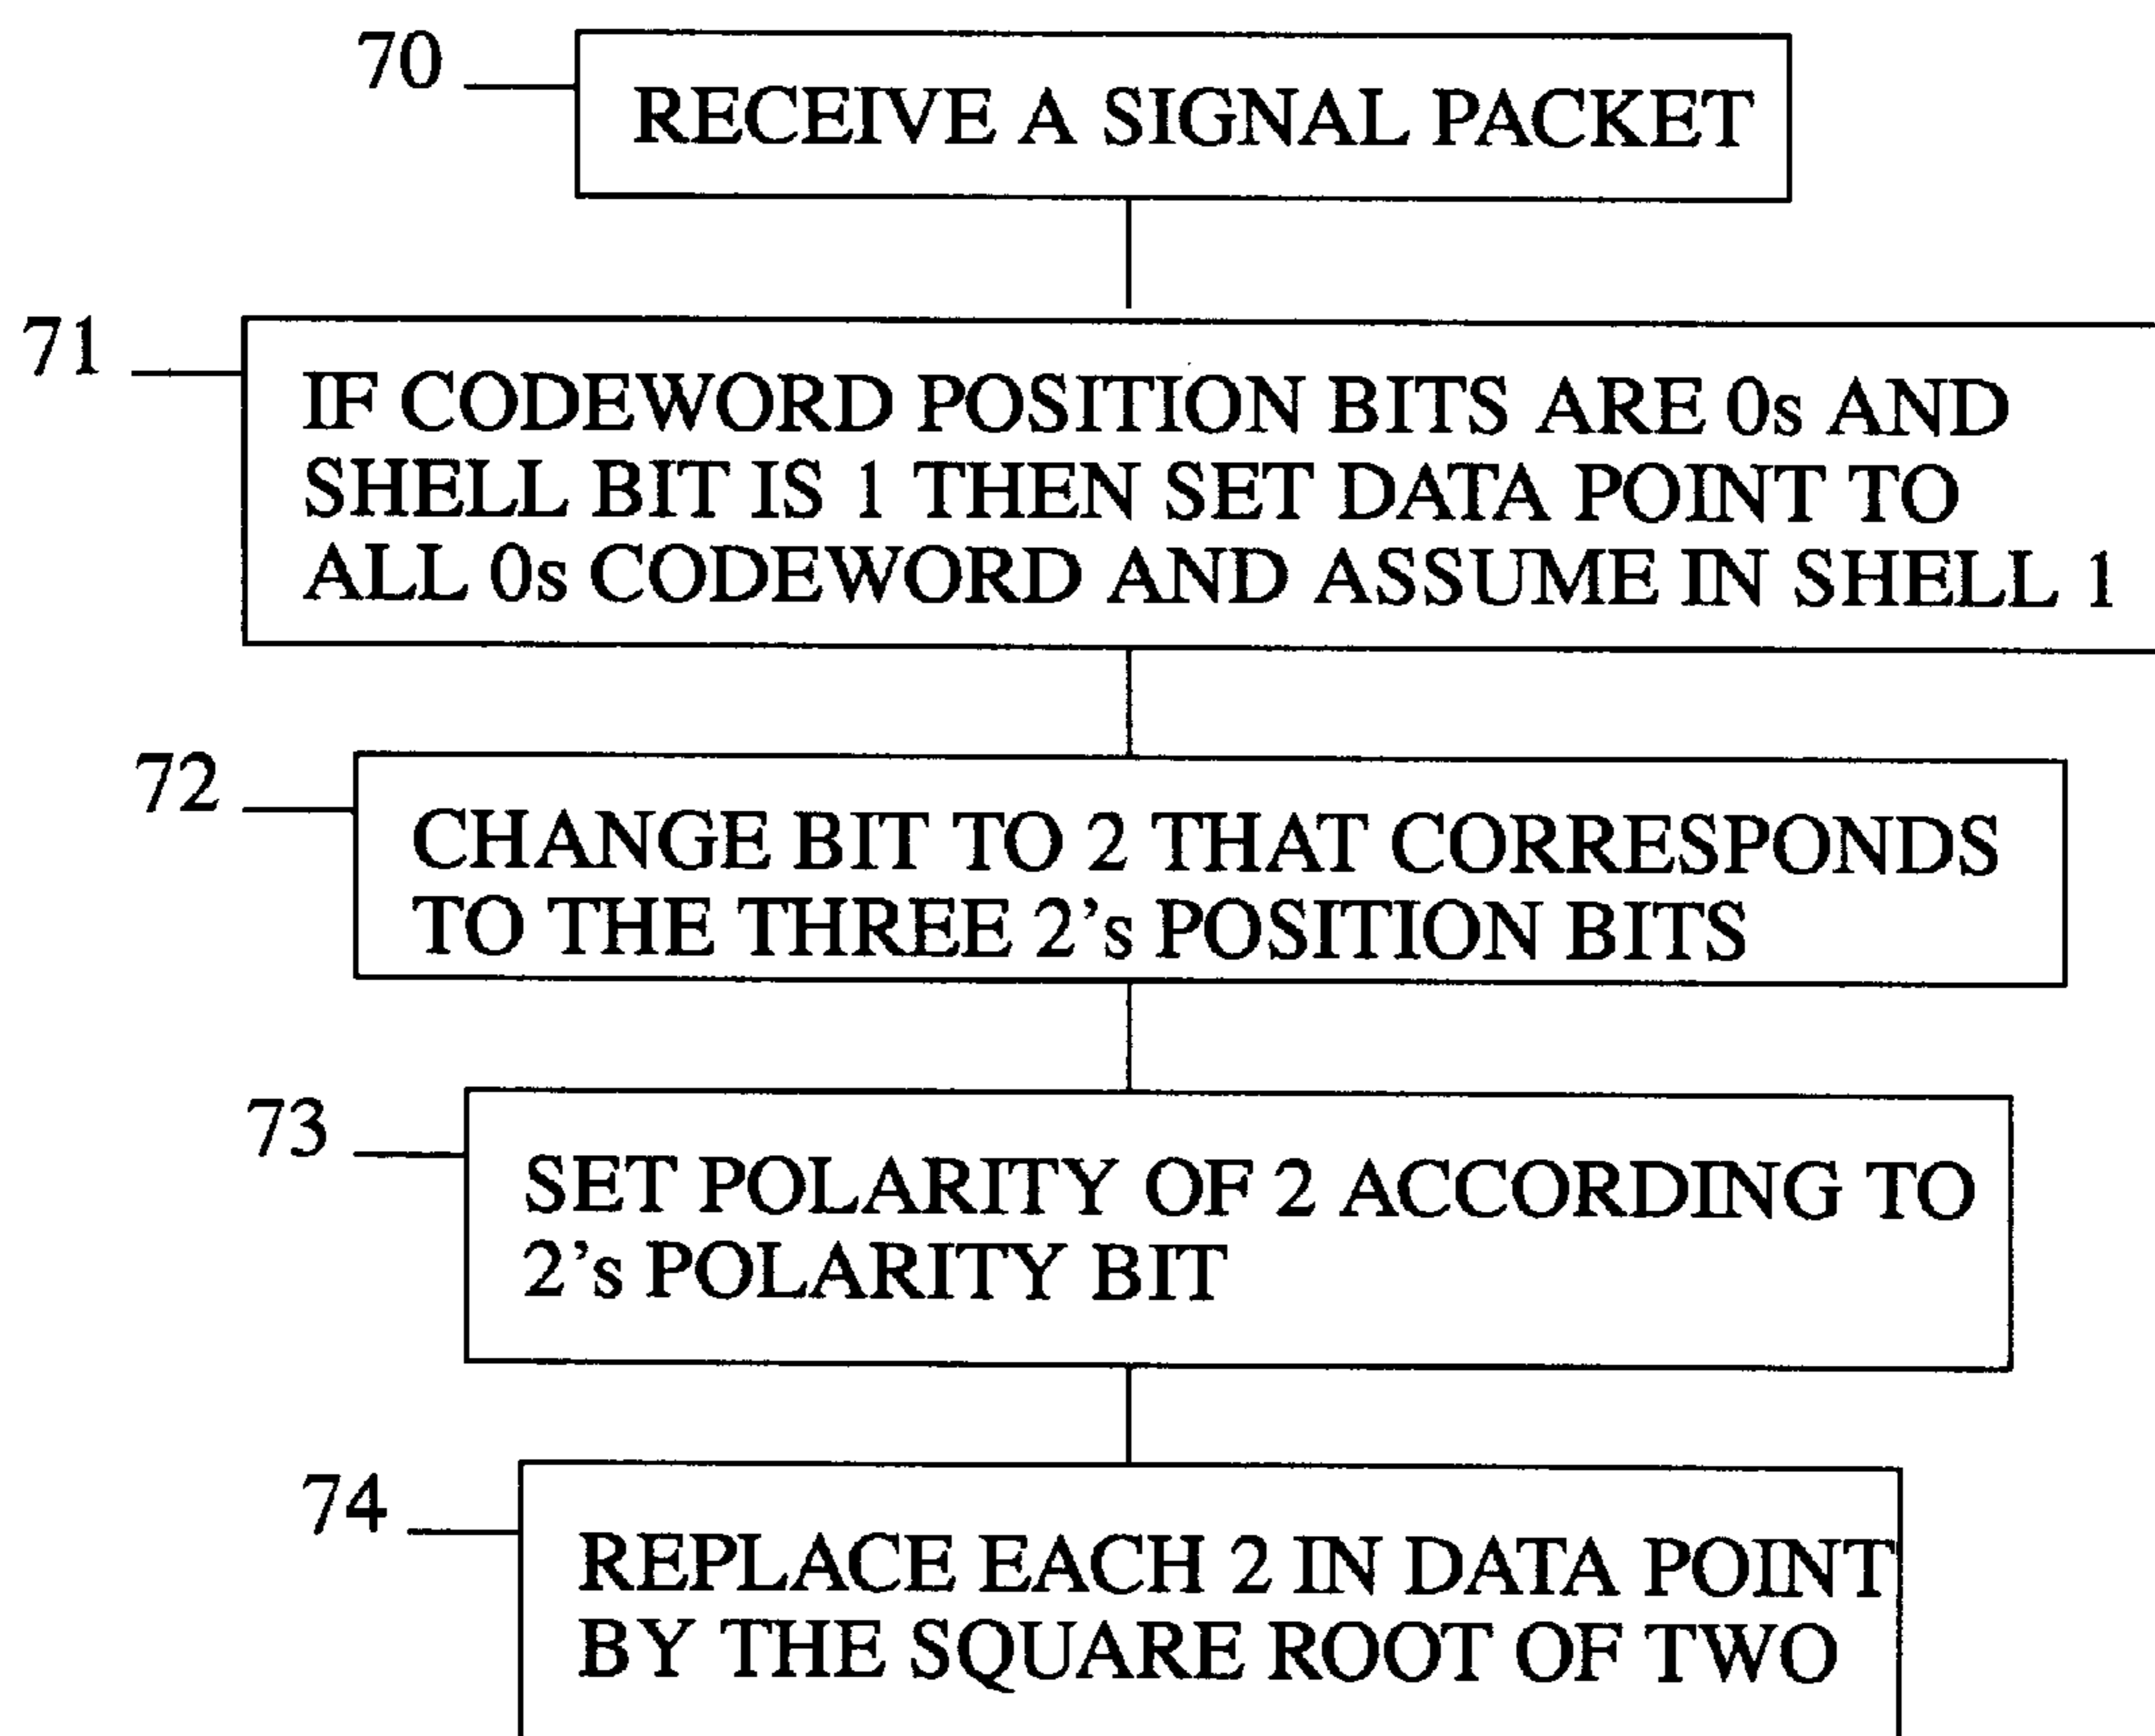 70
RECEIVE A SIGNAL PACKET
71
IF CODEWORD POSITION BITS ARE 0s AND
SHELL BIT IS 1 THEN SET DATA POINT TO
ALL 0s CODEWORD AND ASSUME IN SHELL 1
72
CHANGE BIT TO 2 THAT CORRESPONDS
TO THE THREE 2's POSITION BITS
73
SET POLARITY OF 2 ACCORDING TO
2's POLARITY BIT
74
REPLACE EACH 2 IN DATA POINT
BY THE SQUARE ROOT OF TWO